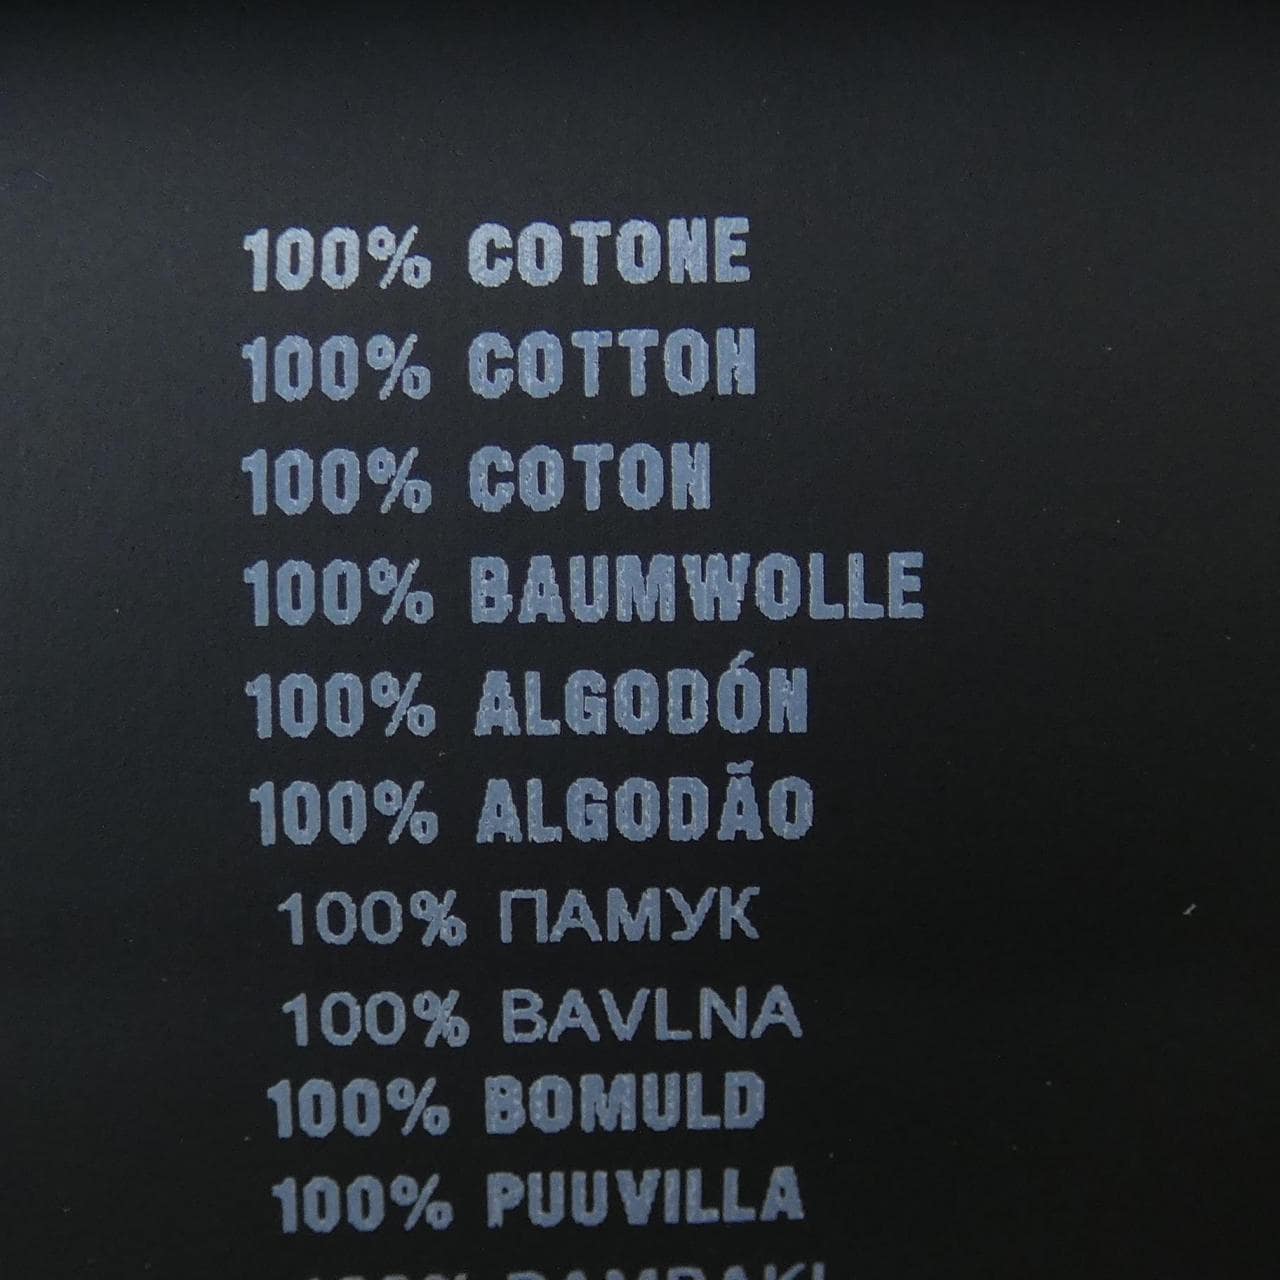 100% COTONE
100% COTTON
100% COTON
100% BAUMWOLLE
100% ALGODÓN
100% ALGODÃO
100% ПАМУК
100% BAVLNA
100% BOMULD
100% PUUVILLA